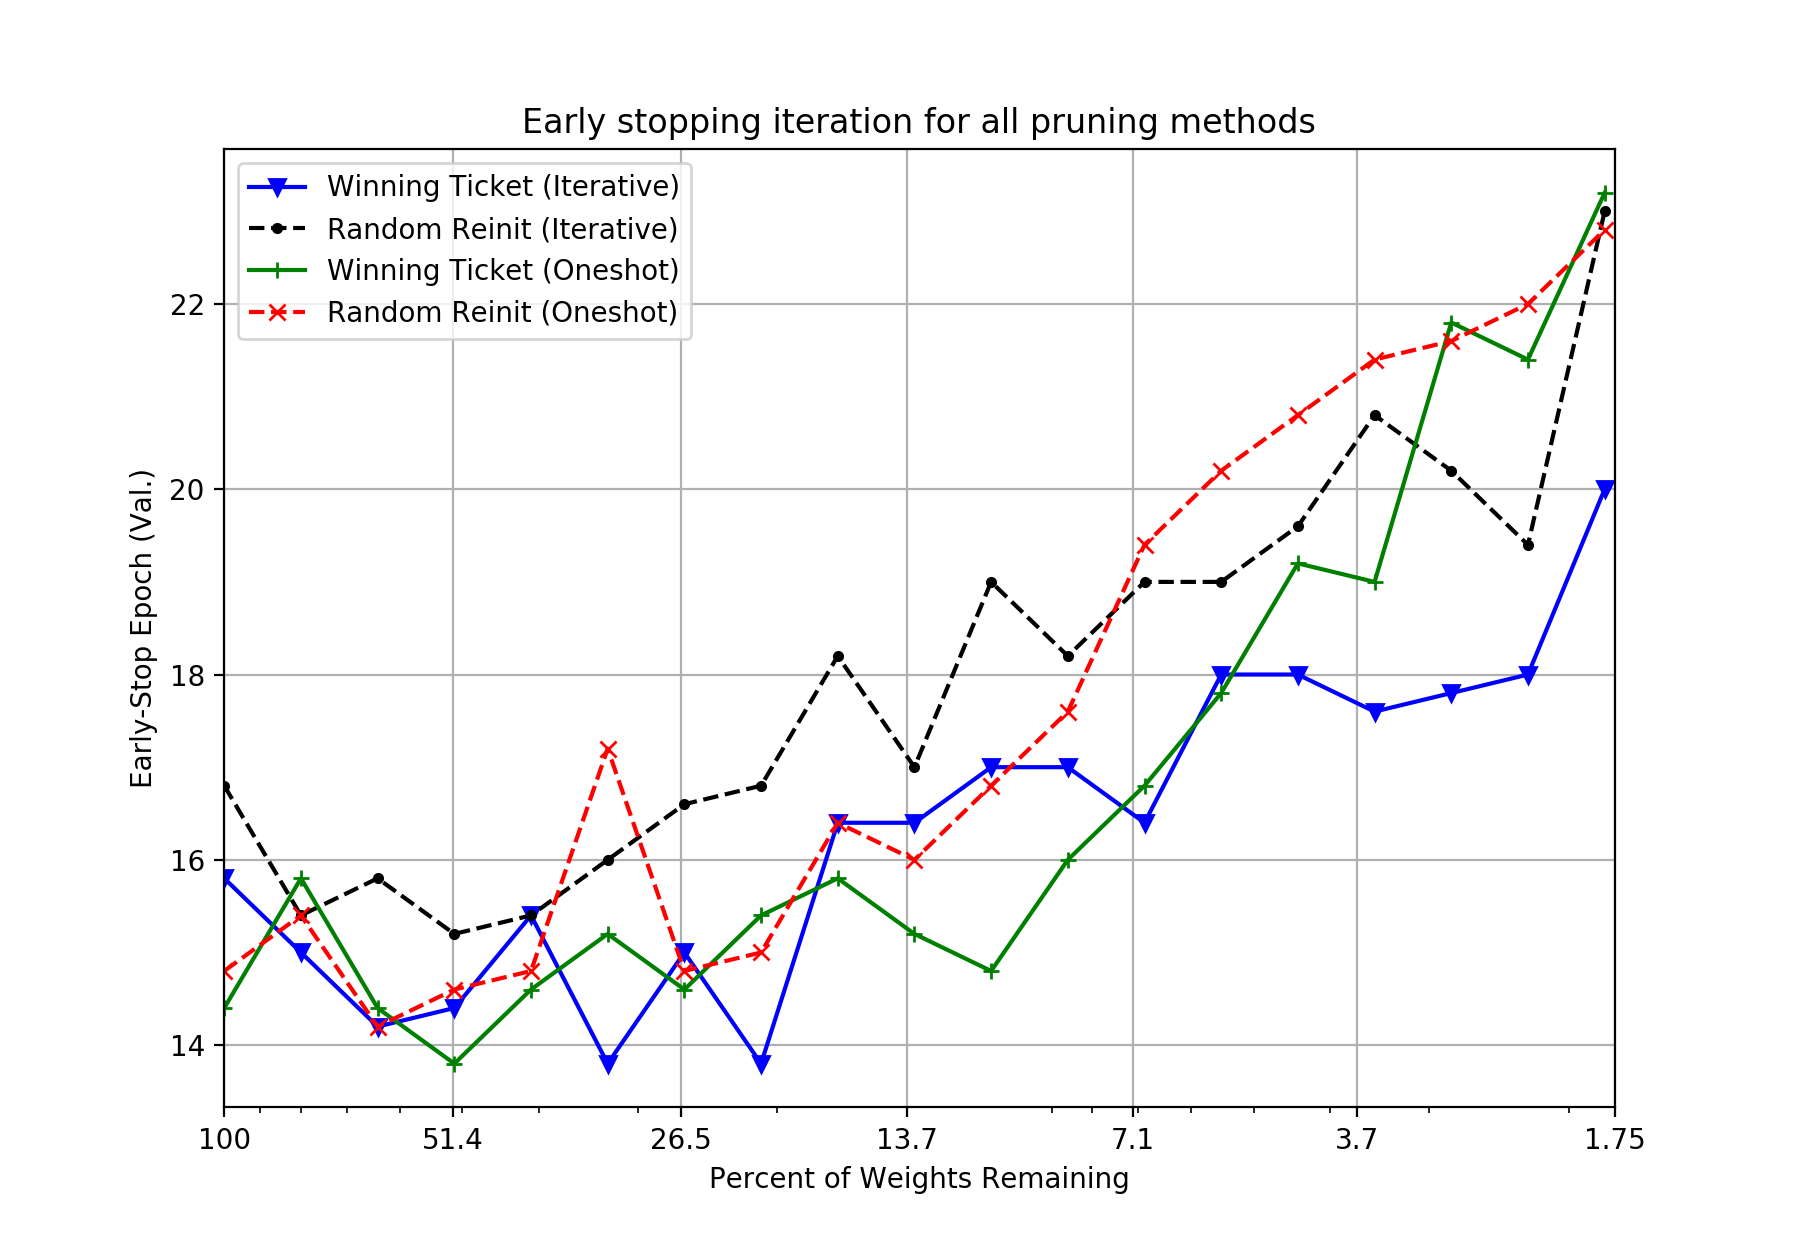 Early stopping iteration for all pruning methods
Winning Ticket (Iterative)
Random Reinit (Iterative)
Winning Ticket (Oneshot)
Random Reinit (Oneshot)
22
20
18
16
14
Early-Stop Epoch (Val.)
100 51.4 26.5 13.7 7.1 3.7 1.75
Percent of Weights Remaining